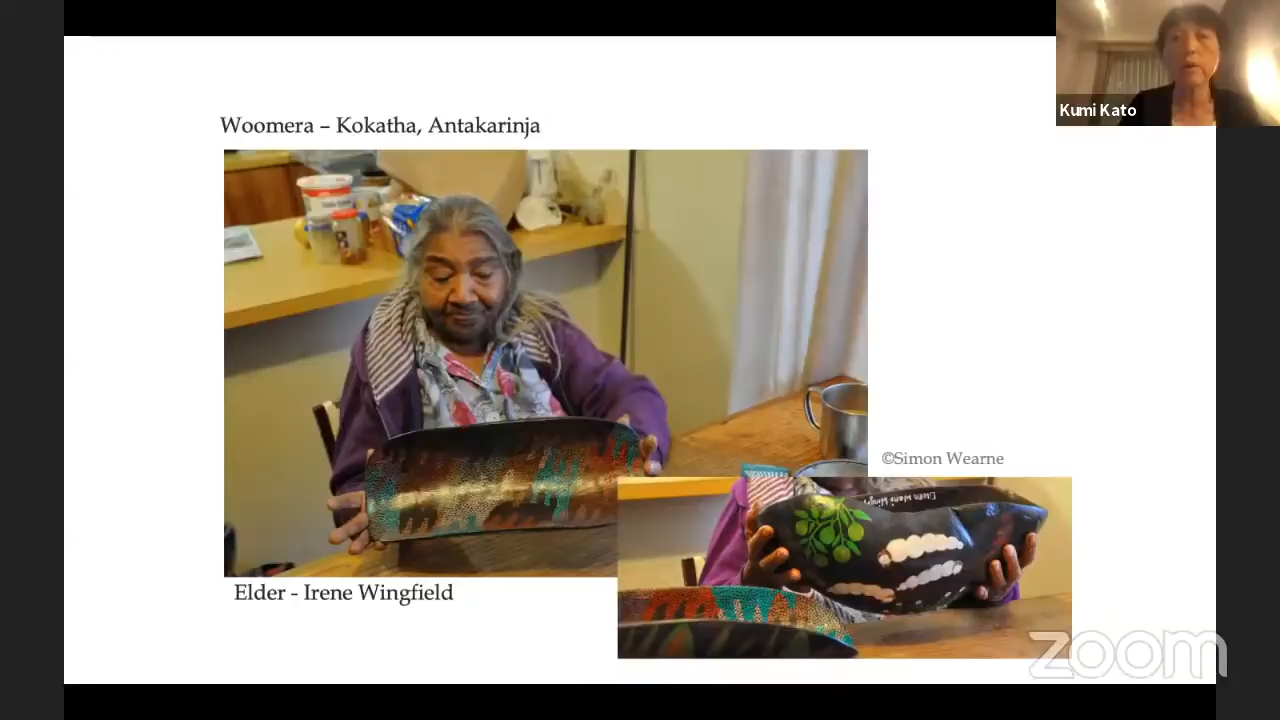 Woomera – Kokatha, Antakarinja
Kumi Kato
©Simon Wearne
Elder - Irene Wingfield
zoom